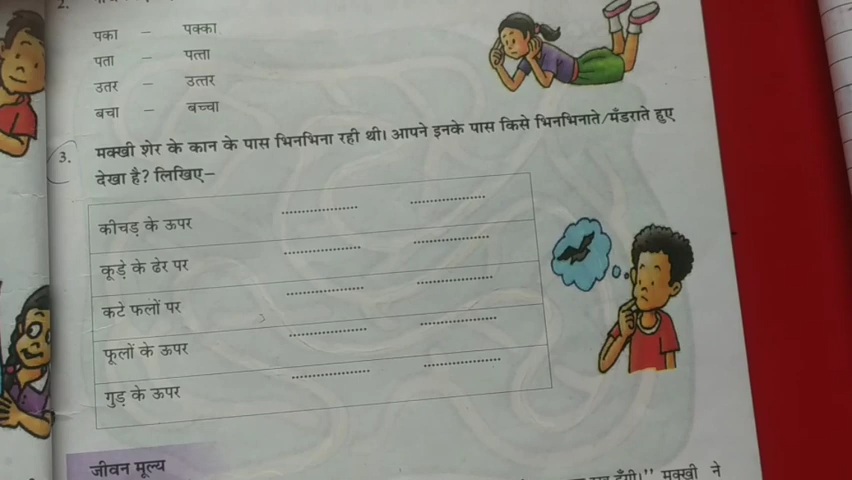 2.
पका – पक्का
पता – पत्ता
उतर – उत्तर
बचा – बच्चा
3. मक्खी शेर के कान के पास भिनभिना रही थी। आपने इनके पास किसे भिनभिनाते/मँडराते हुए
देखा है? लिखिए–
कीचड़ के ऊपर .................. ..................
कूड़े के ढेर पर .................. ..................
कटे फलों पर .................. ..................
फूलों के ऊपर .................. ..................
गुड़ के ऊपर .................. ..................
जीवन मूल्य
दूँगी।'' मक्खी ने